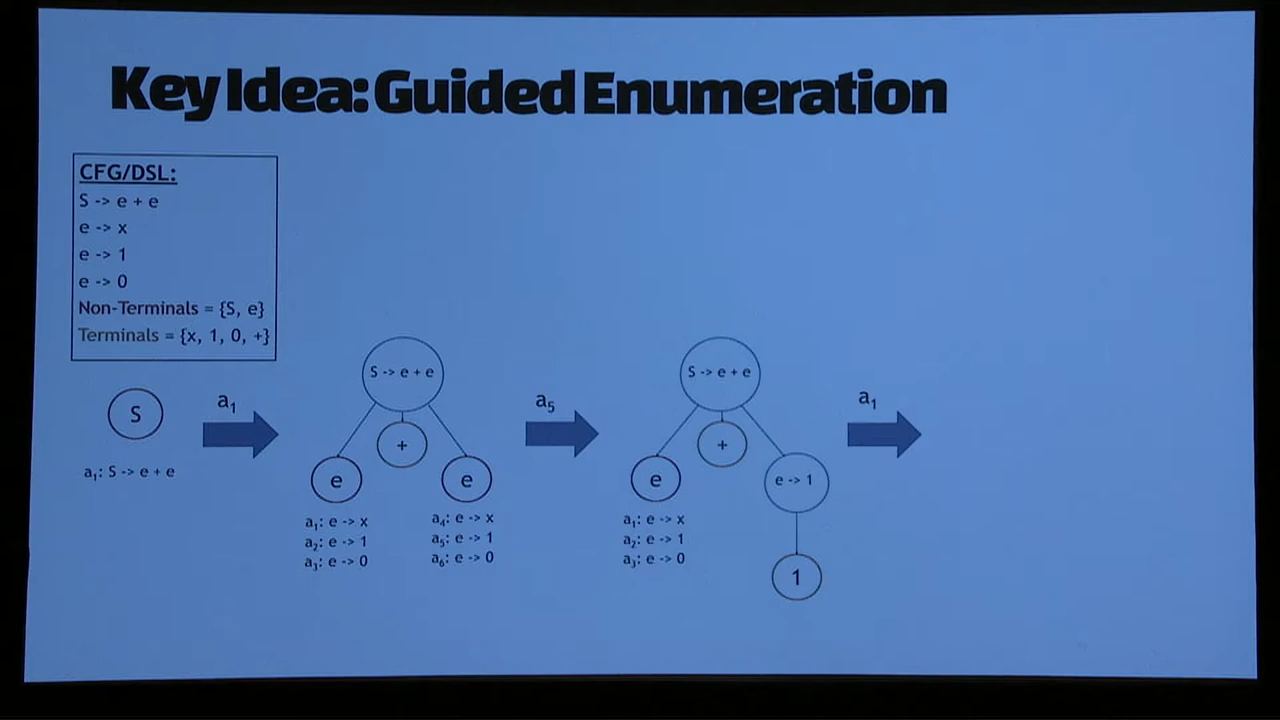 Key Idea: Guided Enumeration
CFG/DSL:
S -> e + e
e -> x
e -> 1
e -> 0
Non-Terminals = {S, e}
Terminals = {x, 1, 0, +}
S
a₁: S -> e + e
a₁
S -> e + e
+
e
e
a₁: e -> x
a₂: e -> 1
a₃: e -> 0
a₄: e -> x
a₅: e -> 1
a₆: e -> 0
a₅
S -> e + e
+
e
e -> 1
a₁: e -> x
a₂: e -> 1
a₃: e -> 0
1
a₁